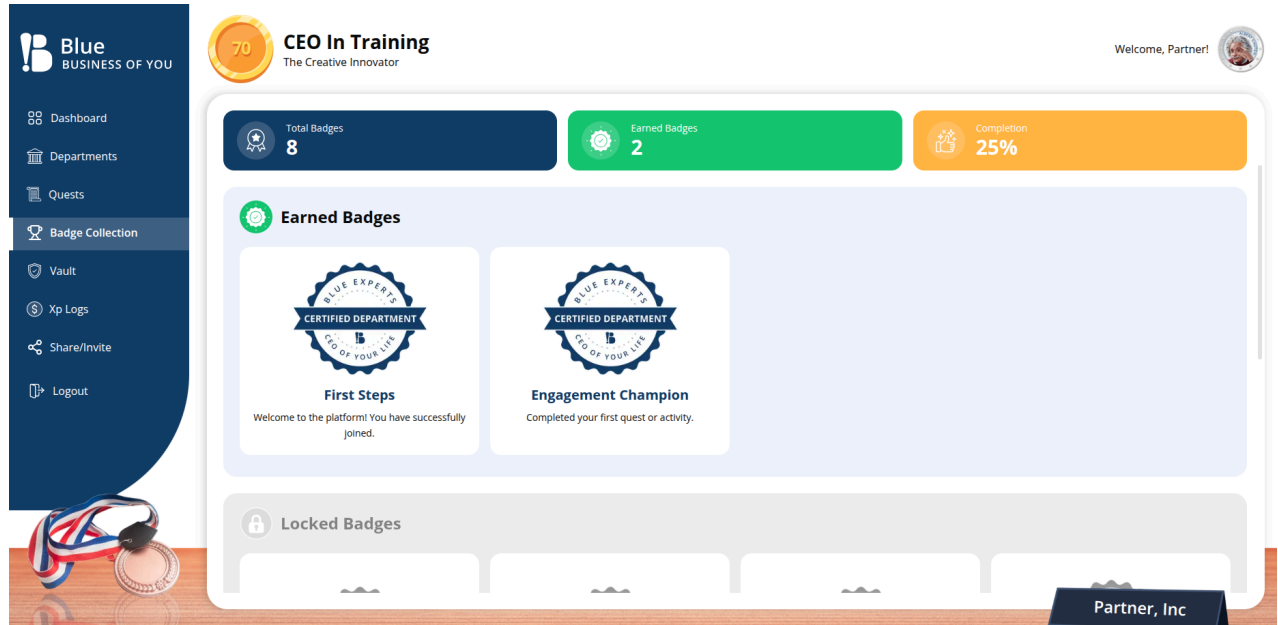 Blue
BUSINESS OF YOU
Dashboard
Departments
Quests
Badge Collection
Vault
Xp Logs
Share/Invite
Logout
70
CEO In Training
The Creative Innovator
Welcome, Partner!
Total Badges
8
Earned Badges
2
Completion
25%
Earned Badges
BLUE EXPERTS
CERTIFIED DEPARTMENT
CEO OF YOUR LIFE
First Steps
Welcome to the platform! You have successfully
joined.
BLUE EXPERTS
CERTIFIED DEPARTMENT
CEO OF YOUR LIFE
Engagement Champion
Completed your first quest or activity.
Locked Badges
Partner, Inc